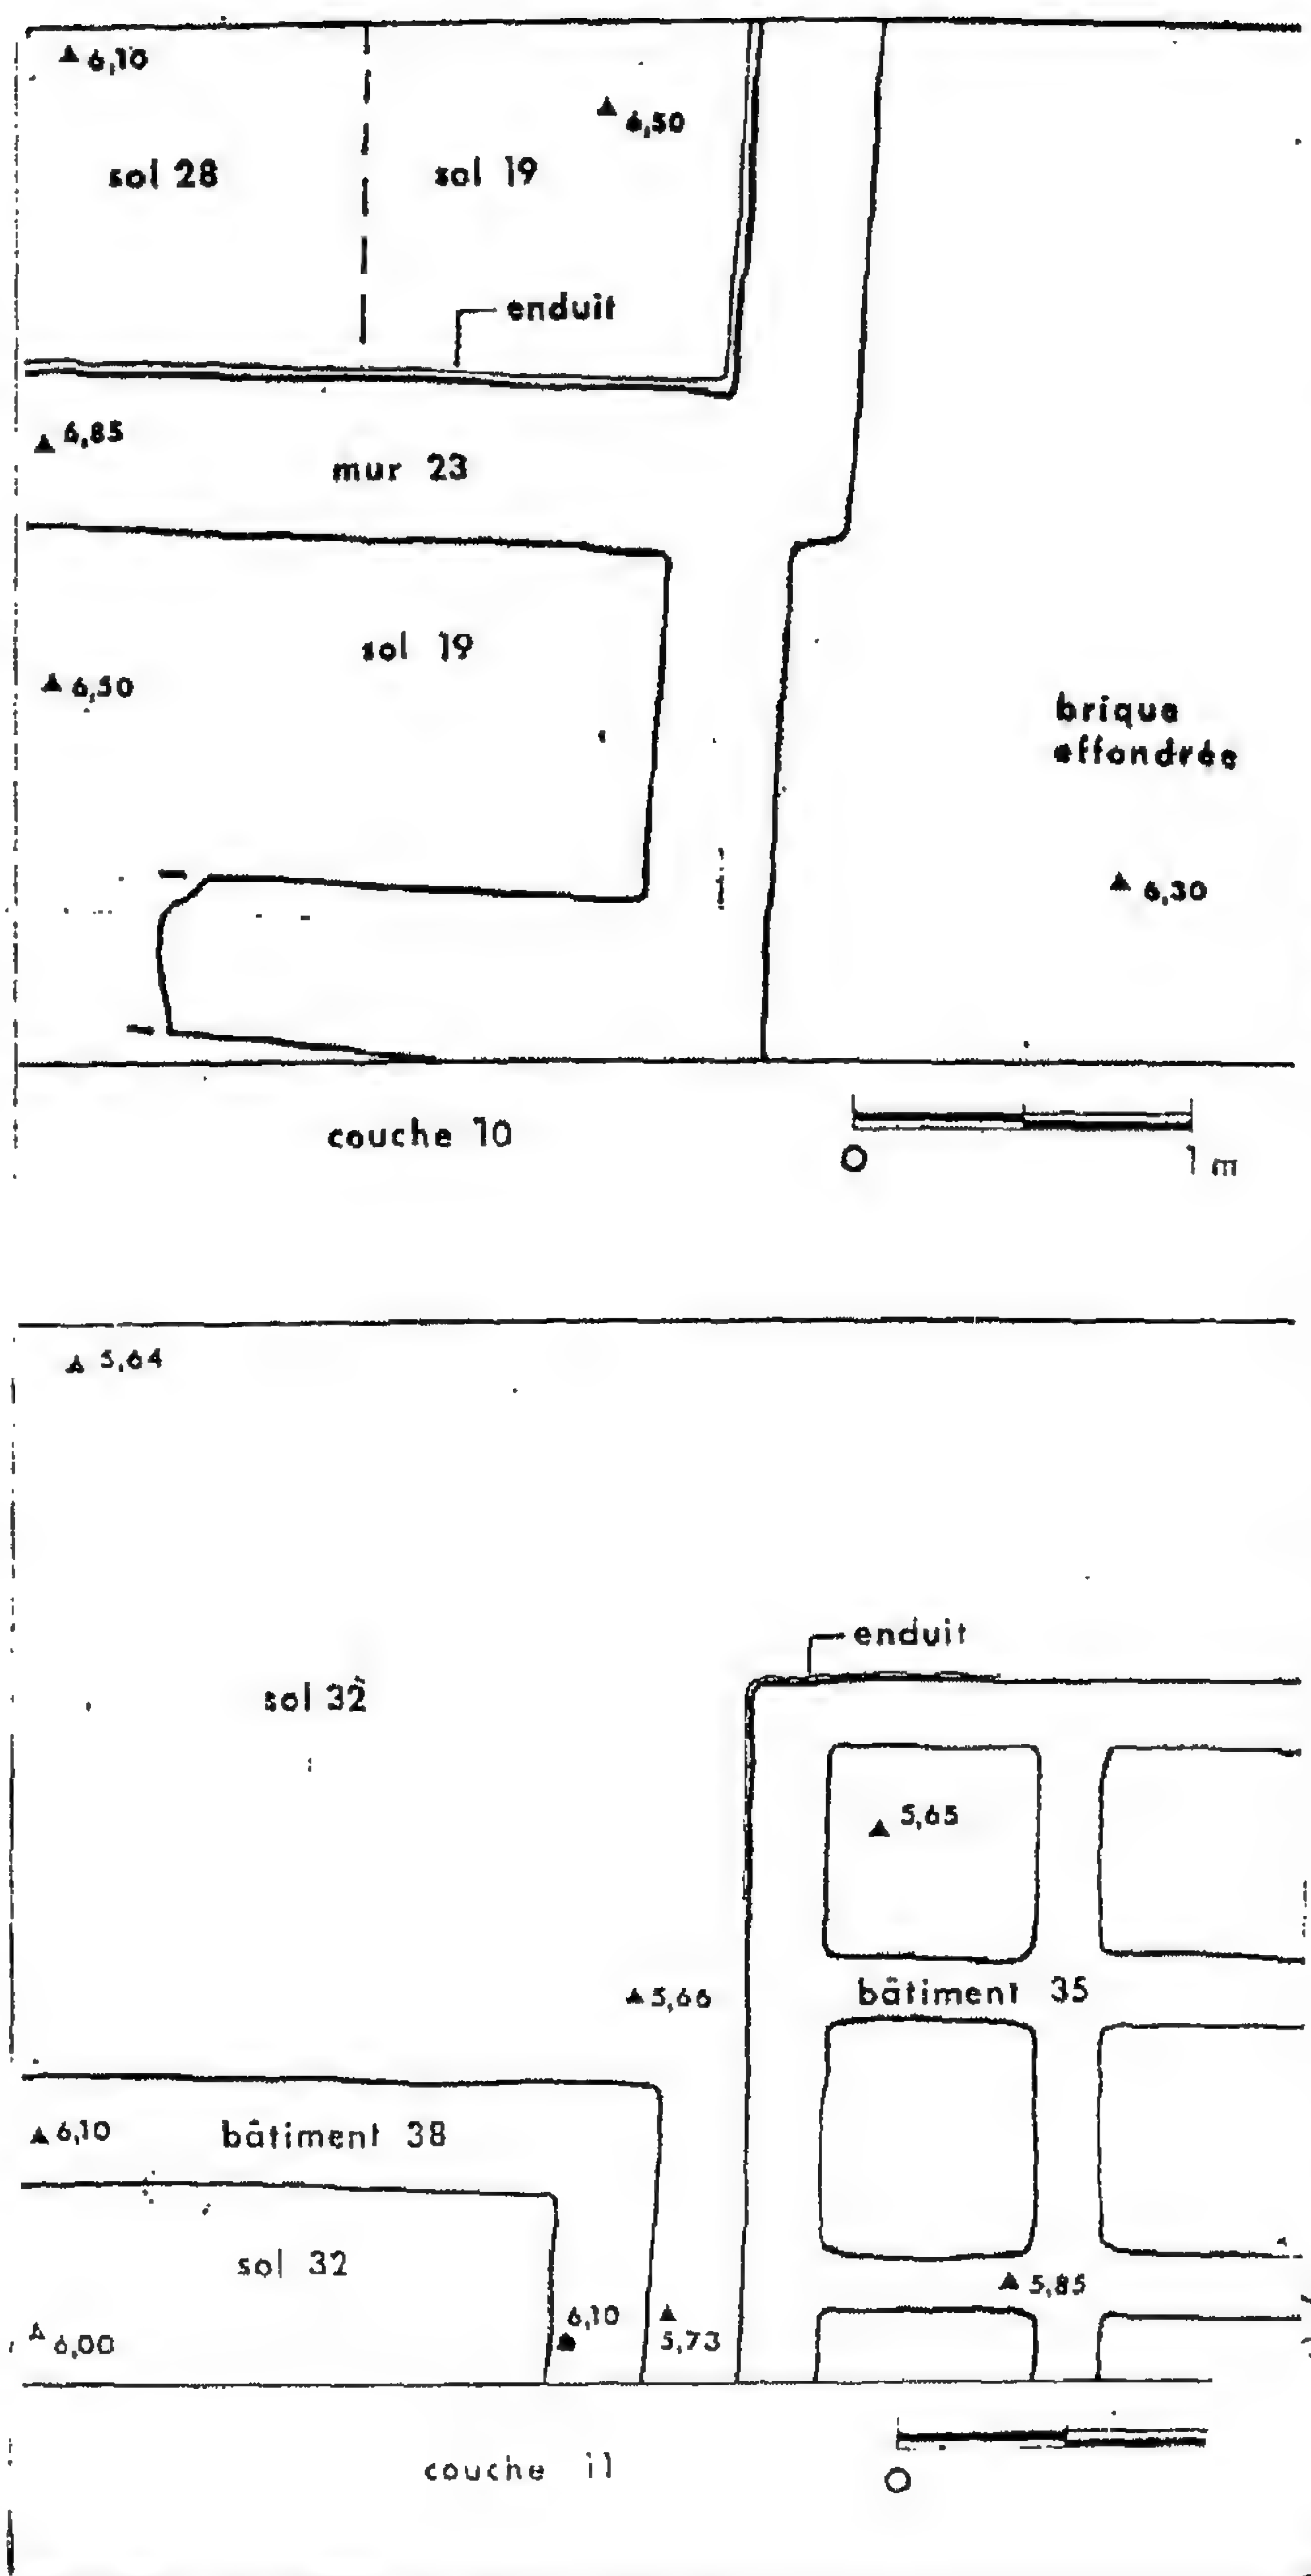 ▲ 6,10
▲ 6,50
sol 28
sol 19
enduit
▲ 6,85
mur 23
sol 19
▲ 6,50
brique
effondrée
▲ 6,30
couche 10
0 1 m
▲ 5,64
enduit
sol 32
▲ 5,65
▲ 5,66
bâtiment 35
▲ 6,10
bâtiment 38
sol 32
▲ 5,85
6,10
▲ 6,00
▲ 5,73
couche 11
0